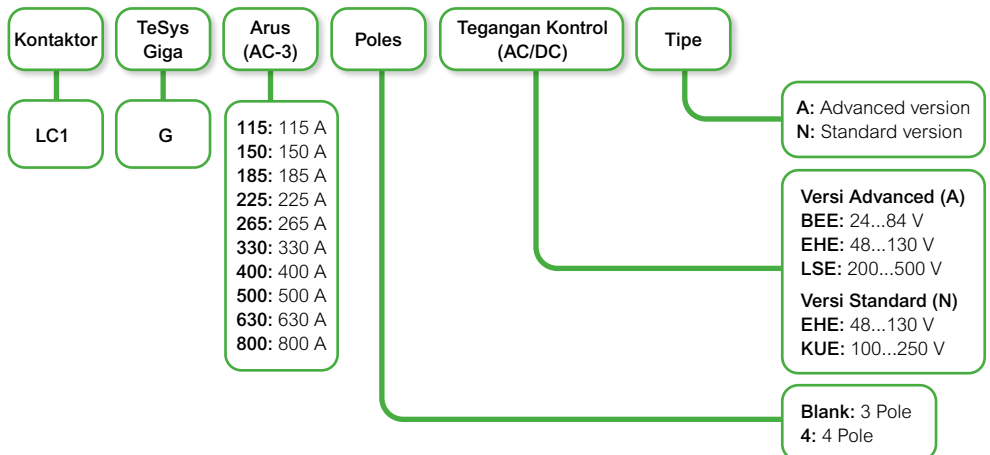 Kontaktor
TeSys
Giga
Arus
(AC-3)
Poles
Tegangan Kontrol
(AC/DC)
Tipe
LC1
G
115: 115 A
150: 150 A
185: 185 A
225: 225 A
265: 265 A
330: 330 A
400: 400 A
500: 500 A
630: 630 A
800: 800 A
A: Advanced version
N: Standard version
Versi Advanced (A)
BEE: 24...84 V
EHE: 48...130 V
LSE: 200...500 V
Versi Standard (N)
EHE: 48...130 V
KUE: 100...250 V
Blank: 3 Pole
4: 4 Pole